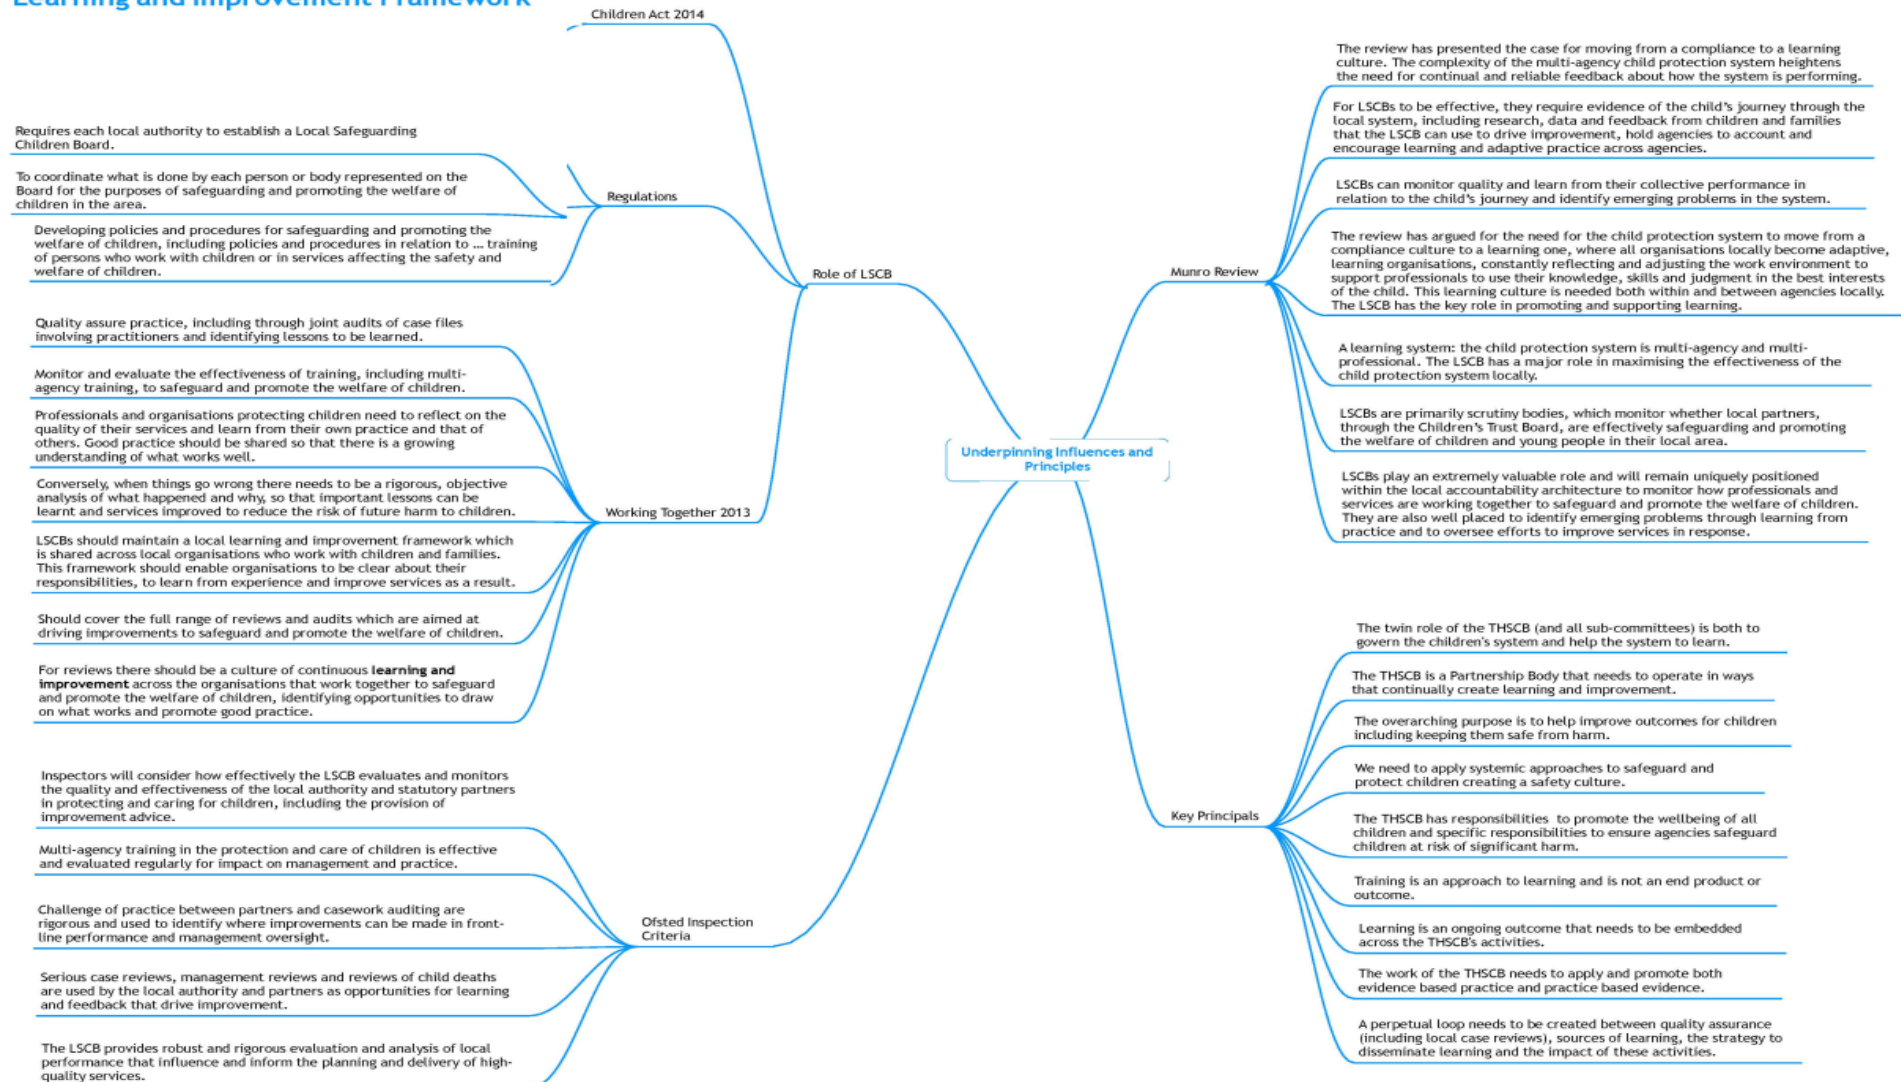 Learning and Improvement Framework
Children Act 2014
Requires each local authority to establish a Local Safeguarding
Children Board.
To coordinate what is done by each person or body represented on the
Board for the purposes of safeguarding and promoting the welfare of
children in the area.
Developing policies and procedures for safeguarding and promoting the
welfare of children, including policies and procedures in relation to ... training
of persons who work with children or in services affecting the safety and
welfare of children.
Regulations
Role of LSCB
Quality assure practice, including through joint audits of case files
involving practitioners and identifying lessons to be learned.
Monitor and evaluate the effectiveness of training, including multi-
agency training, to safeguard and promote the welfare of children.
Professionals and organisations protecting children need to reflect on the
quality of their services and learn from their own practice and that of
others. Good practice should be shared so that there is a growing
understanding of what works well.
Conversely, when things go wrong there needs to be a rigorous, objective
analysis of what happened and why, so that important lessons can be
learnt and services improved to reduce the risk of future harm to children.
LSCBs should maintain a local learning and improvement framework which
is shared across local organisations who work with children and families.
This framework should enable organisations to be clear about their
responsibilities, to learn from experience and improve services as a result.
Should cover the full range of reviews and audits which are aimed at
driving improvements to safeguard and promote the welfare of children.
For reviews there should be a culture of continuous learning and
improvement across the organisations that work together to safeguard
and promote the welfare of children, identifying opportunities to draw
on what works and promote good practice.
Working Together 2013
Inspectors will consider how effectively the LSCB evaluates and monitors
the quality and effectiveness of the local authority and statutory partners
in protecting and caring for children, including the provision of
improvement advice.
Multi-agency training in the protection and care of children is effective
and evaluated regularly for impact on management and practice.
Challenge of practice between partners and casework auditing are
rigorous and used to identify where improvements can be made in front-
line performance and management oversight.
Serious case reviews, management reviews and reviews of child deaths
are used by the local authority and partners as opportunities for learning
and feedback that drive improvement.
The LSCB provides robust and rigorous evaluation and analysis of local
performance that influence and inform the planning and delivery of high-
quality services.
Ofsted Inspection
Criteria
Underpinning Influences and
Principles
Munro Review
The review has presented the case for moving from a compliance to a learning
culture. The complexity of the multi-agency child protection system heightens
the need for continual and reliable feedback about how the system is performing.
For LSCBs to be effective, they require evidence of the child's journey through the
local system, including research, data and feedback from children and families
that the LSCB can use to drive improvement, hold agencies to account and
encourage learning and adaptive practice across agencies.
LSCBs can monitor quality and learn from their collective performance in
relation to the child's journey and identify emerging problems in the system.
The review has argued for the need for the child protection system to move from a
compliance culture to a learning one, where all organisations locally become adaptive,
learning organisations, constantly reflecting and adjusting the work environment to
support professionals to use their knowledge, skills and judgment in the best interests
of the child. This learning culture is needed both within and between agencies locally.
The LSCB has the key role in promoting and supporting learning.
A learning system: the child protection system is multi-agency and multi-
professional. The LSCB has a major role in maximising the effectiveness of the
child protection system locally.
LSCBs are primarily scrutiny bodies, which monitor whether local partners,
through the Children's Trust Board, are effectively safeguarding and promoting
the welfare of children and young people in their local area.
LSCBs play an extremely valuable role and will remain uniquely positioned
within the local accountability architecture to monitor how professionals and
services are working together to safeguard and promote the welfare of children.
They are also well placed to identify emerging problems through learning from
practice and to oversee efforts to improve services in response.
Key Principals
The twin role of the THSCB (and all sub-committees) is both to
govern the children's system and help the system to learn.
The THSCB is a Partnership Body that needs to operate in ways
that continually create learning and improvement.
The overarching purpose is to help improve outcomes for children
including keeping them safe from harm.
We need to apply systemic approaches to safeguard and
protect children creating a safety culture.
The THSCB has responsibilities to promote the wellbeing of all
children and specific responsibilities to ensure agencies safeguard
children at risk of significant harm.
Training is an approach to learning and is not an end product or
outcome.
Learning is an ongoing outcome that needs to be embedded
across the THSCB's activities.
The work of the THSCB needs to apply and promote both
evidence based practice and practice based evidence.
A perpetual loop needs to be created between quality assurance
(including local case reviews), sources of learning, the strategy to
disseminate learning and the impact of these activities.